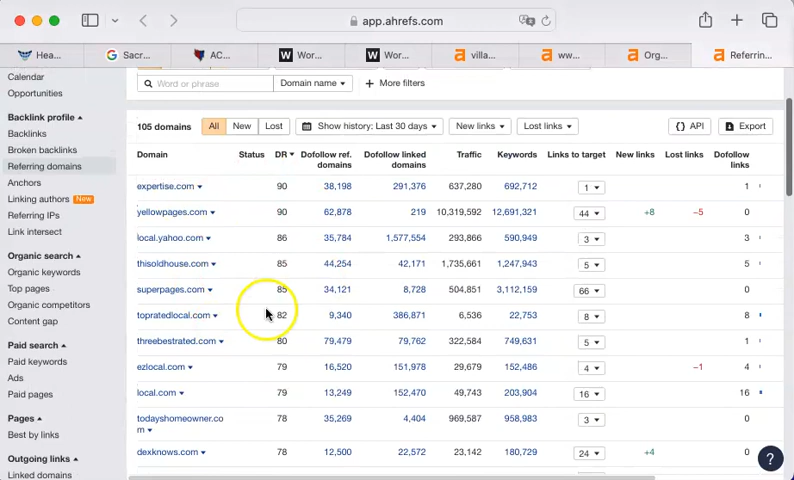 app.ahrefs.com
Hea...
Sacr...
AC...
Wor...
Wor...
villa...
ww...
Org...
Referrin...
Calendar
Opportunities
Backlink profile
Backlinks
Broken backlinks
Referring domains
Anchors
Linking authors New
Referring IPs
Link intersect
Organic search
Organic keywords
Top pages
Organic competitors
Content gap
Paid search
Paid keywords
Ads
Paid pages
Pages
Best by links
Outgoing links
Linked domains
Word or phrase Domain name + More filters
105 domains All New Lost Show history: Last 30 days New links Lost links {} API Export
Domain Status DR Dofollow ref. domains Dofollow linked domains Traffic Keywords Links to target New links Lost links Dofollow links
expertise.com 90 38,198 291,376 637,280 692,712 1 1
yellowpages.com 90 62,878 219 10,319,592 12,691,321 44 +8 −5 0
local.yahoo.com 86 35,784 1,577,554 293,866 590,949 3 3
thisoldhouse.com 85 44,254 42,171 1,735,661 1,247,943 5 5
superpages.com 85 34,121 8,728 504,851 3,112,159 66 0
topratedlocal.com 82 9,340 386,871 6,536 22,753 8 8
threebestrated.com 80 79,479 79,762 322,584 749,631 5 1
ezlocal.com 79 16,520 151,978 29,679 152,486 4 −1 4
local.com 79 13,249 152,470 49,743 203,904 16 16
todayshomeowner.co
m 78 35,269 4,404 969,587 958,983 3 0
dexknows.com 78 12,500 22,572 23,142 180,729 24 +4 0
?